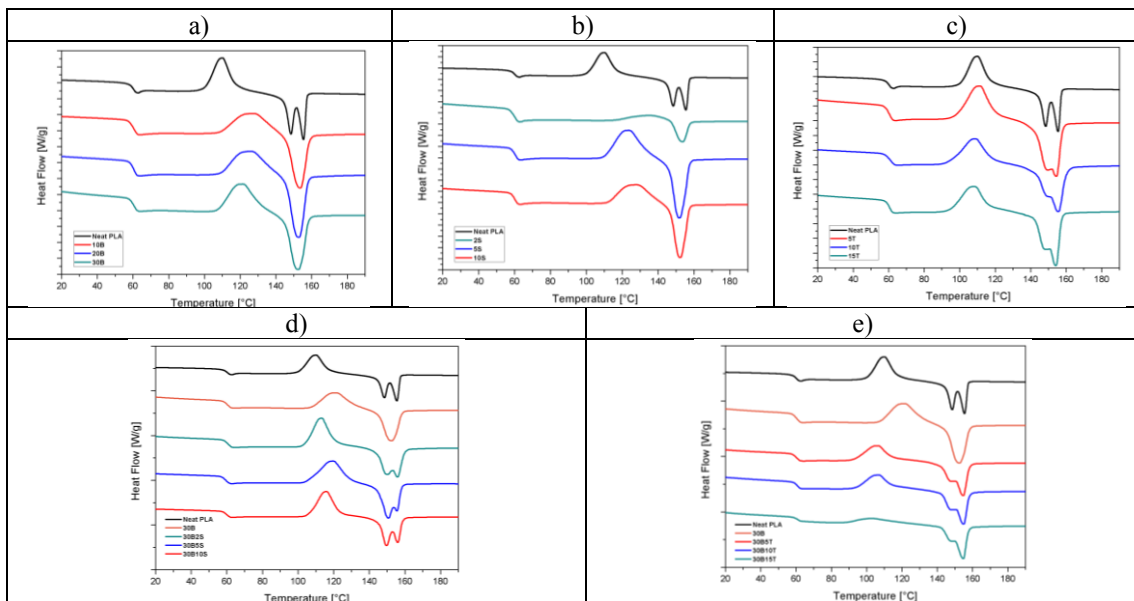 a)
b)
c)
Heat Flow [W/g]
Neat PLA
10B
20B
30B
20 40 60 80 100 120 140 160 180
Temperature [°C]
Heat Flow [W/g]
Neat PLA
2S
5S
10S
20 40 60 80 100 120 140 160 180
Temperature [°C]
Heat Flow [W/g]
Neat PLA
5T
10T
15T
20 40 60 80 100 120 140 160 180
Temperature [°C]
d)
e)
Heat Flow [W/g]
Neat PLA
30B
30B2S
30B5S
30B10S
20 40 60 80 100 120 140 160 180
Temperature [°C]
Heat Flow [W/g]
Neat PLA
30B
30B5T
30B10T
30B15T
20 40 60 80 100 120 140 160 180
Temperature [°C]